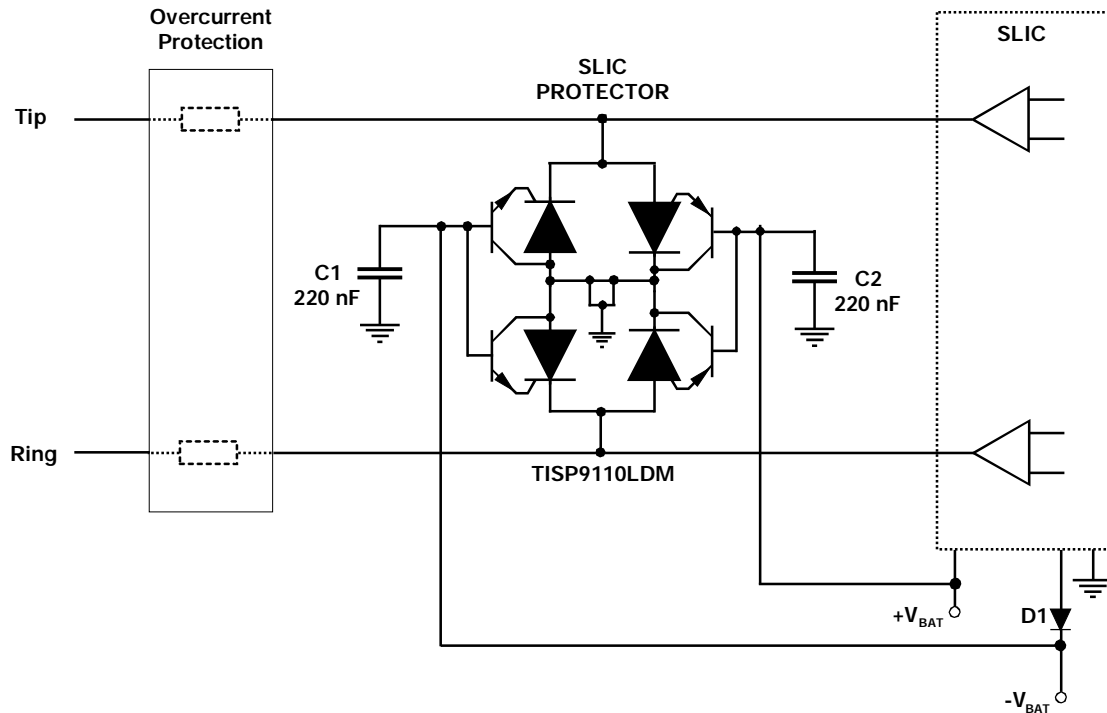 Overcurrent
Protection
SLIC
SLIC
PROTECTOR
Tip
C1
220 nF
C2
220 nF
Ring
TISP9110LDM
+VBAT
D1
-VBAT